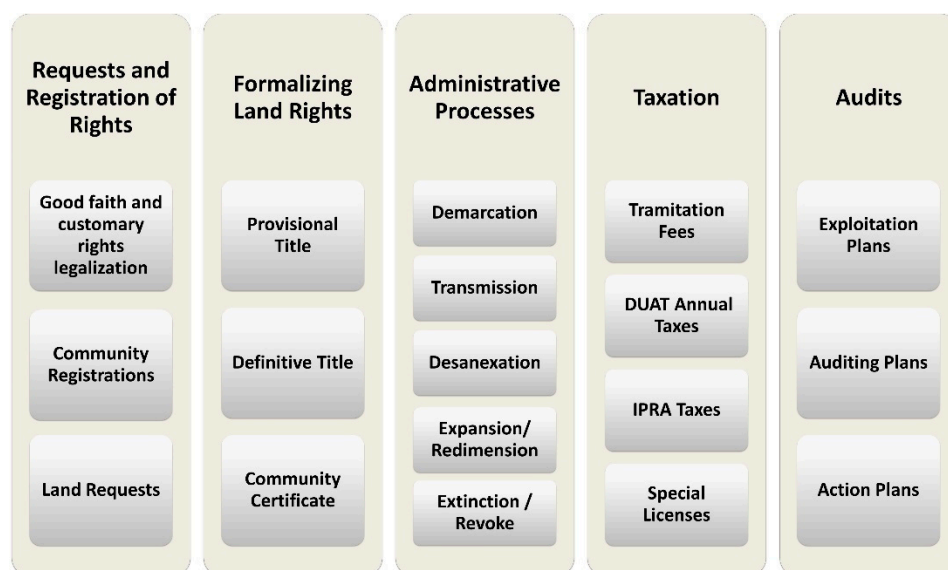 Requests and
Registration of
Rights
Good faith and
customary
rights
legalization
Community
Registrations
Land Requests
Formalizing
Land Rights
Provisional
Title
Definitive Title
Community
Certificate
Administrative
Processes
Demarcation
Transmission
Desanexation
Expansion/
Redimension
Extinction /
Revoke
Taxation
Tramitation
Fees
DUAT Annual
Taxes
IPRA Taxes
Special
Licenses
Audits
Exploitation
Plans
Auditing Plans
Action Plans